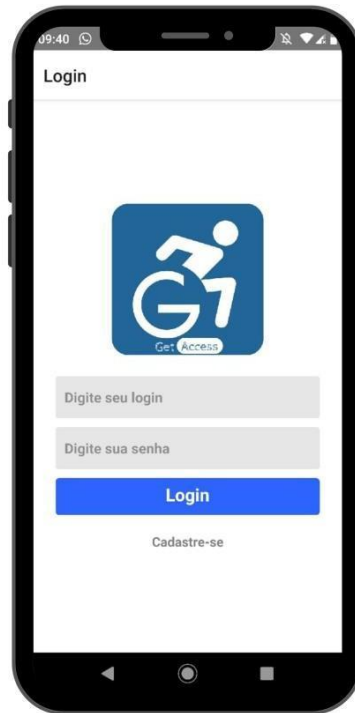 09:40
Login
G
Get Access
Digite seu login
Digite sua senha
Login
Cadastre-se